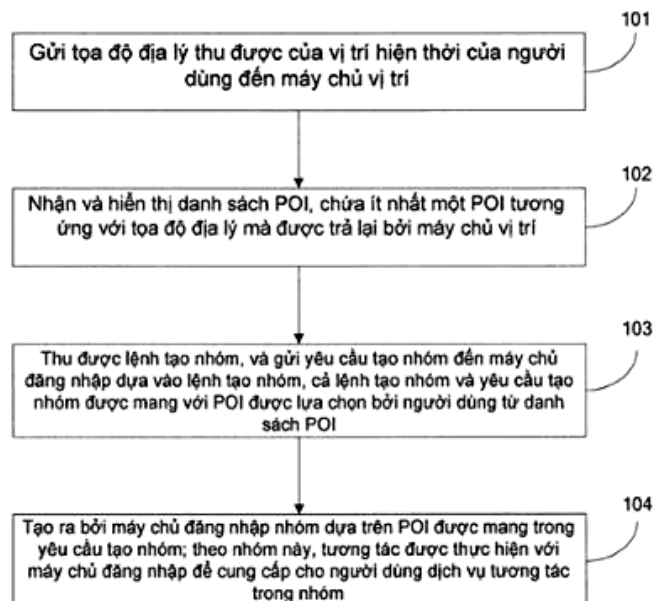 101
Gửi tọa độ địa lý thu được của vị trí hiện thời của người
dùng đến máy chủ vị trí
102
Nhận và hiển thị danh sách POI, chứa ít nhất một POI tương
ứng với tọa độ địa lý mà được trả lại bởi máy chủ vị trí
103
Thu được lệnh tạo nhóm, và gửi yêu cầu tạo nhóm đến máy chủ
đăng nhập dựa vào lệnh tạo nhóm, cả lệnh tạo nhóm và yêu cầu tạo
nhóm được mang với POI được lựa chọn bởi người dùng từ danh
sách POI
104
Tạo ra bởi máy chủ đăng nhập nhóm dựa trên POI được mang trong
yêu cầu tạo nhóm; theo nhóm này, tương tác được thực hiện với
máy chủ đăng nhập để cung cấp cho người dùng dịch vụ tương tác
trong nhóm